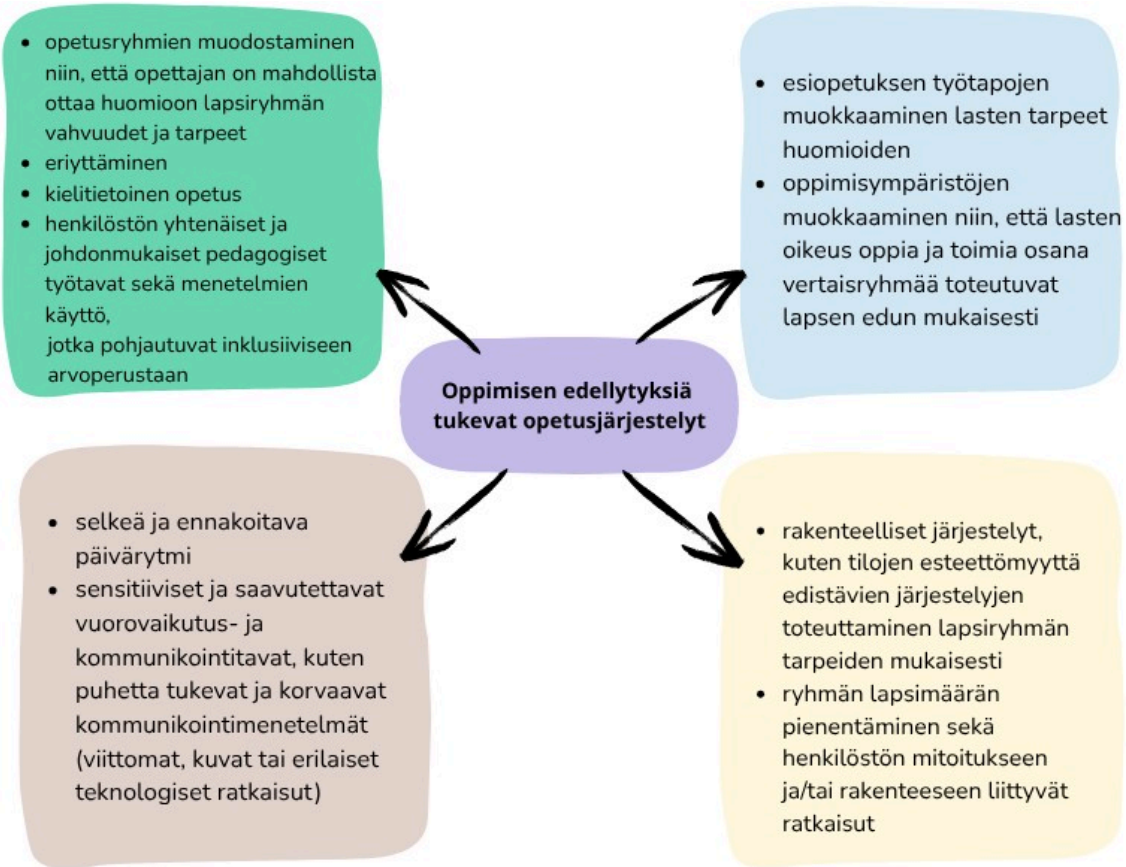 • opetusryhmien muodostaminen
niin, että opettajan on mahdollista
ottaa huomioon lapsiryhmän
vahvuudet ja tarpeet
• eriyttäminen
• kielitietoinen opetus
• henkilöstön yhtenäiset ja
johdonmukaiset pedagogiset
työtavat sekä menetelmien
käyttö,
jotka pohjautuvat inklusiiviseen
arvoperustaan
• esiopetuksen työtapojen
muokkaaminen lasten tarpeet
huomioiden
• oppimisympäristöjen
muokkaaminen niin, että lasten
oikeus oppia ja toimia osana
vertaisryhmää toteutuvat
lapsen edun mukaisesti
Oppimisen edellytyksiä
tukevat opetusjärjestelyt
• selkeä ja ennakoitava
päivärytmi
• sensitiiviset ja saavutettavat
vuorovaikutus- ja
kommunikointitavat, kuten
puhetta tukevat ja korvaavat
kommunikointimenetelmät
(viittomat, kuvat tai erilaiset
teknologiset ratkaisut)
• rakenteelliset järjestelyt,
kuten tilojen esteettömyyttä
edistävien järjestelyjen
toteuttaminen lapsiryhmän
tarpeiden mukaisesti
• ryhmän lapsimäärän
pienentäminen sekä
henkilöstön mitoitukseen
ja/tai rakenteeseen liittyvät
ratkaisut